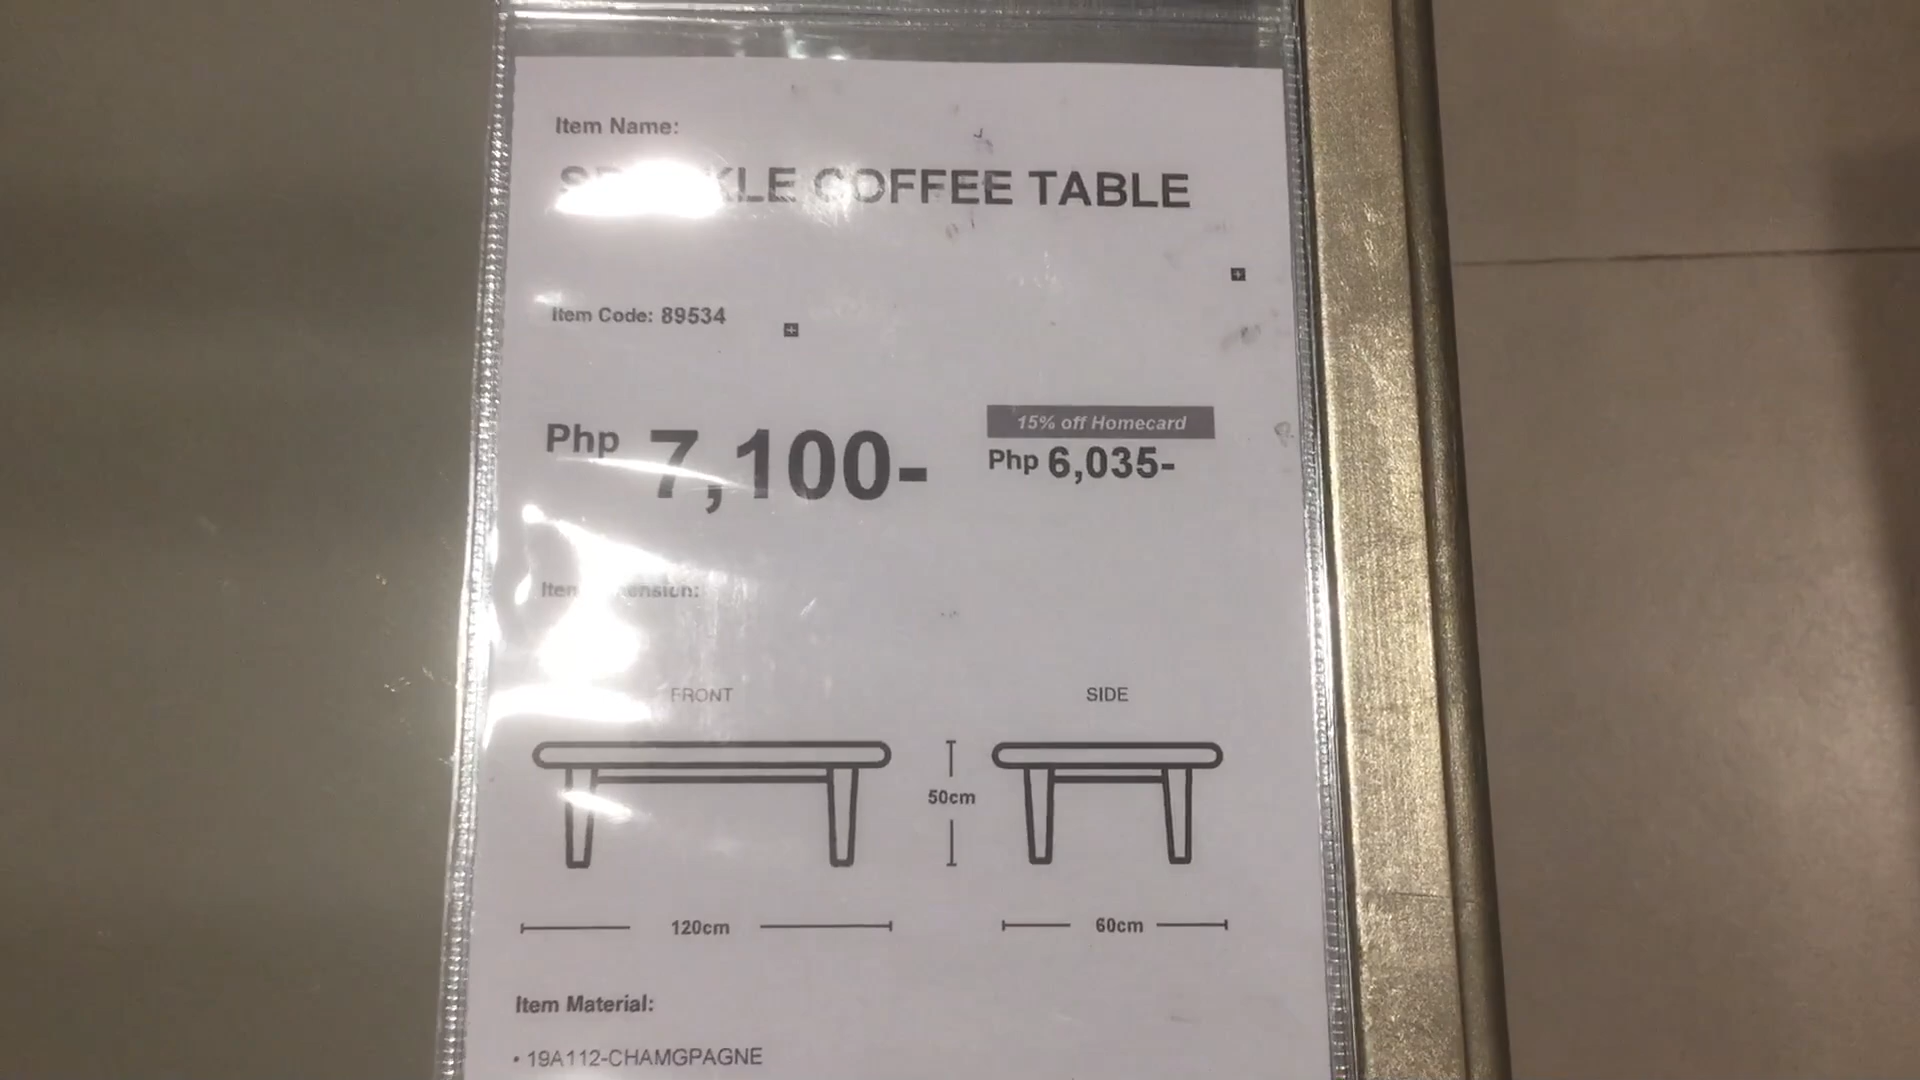 Item Name:
COFFEE TABLE
Item Code: 89534
15% off Homecard
Php 7,100-
Php 6,035-
Item
FRONT
SIDE
50cm
120cm
60cm
Item Material:
• 19A112-CHAMGPAGNE